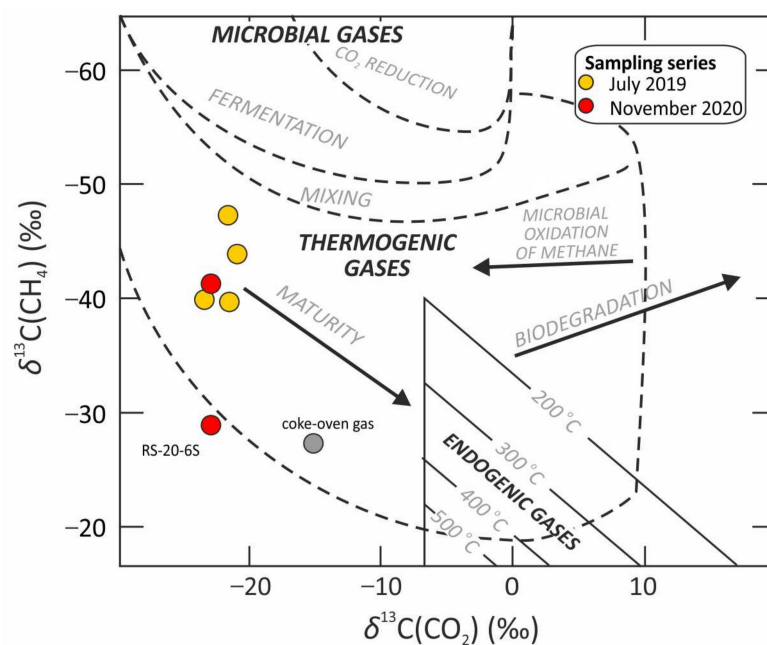 MICROBIAL GASES
CO₂ REDUCTION
Sampling series
July 2019
November 2020
FERMENTATION
MIXING
MICROBIAL
OXIDATION
OF METHANE
THERMOGENIC
GASES
MATURITY
BIODEGRADATION
200°C
300°C
400°C
500°C
ENDOGENIC GASES
coke-oven gas
RS-20-6S
−60
−50
−40
−30
−20
δ¹³C(CH₄) (‰)
−20
−10
0
10
δ¹³C(CO₂) (‰)